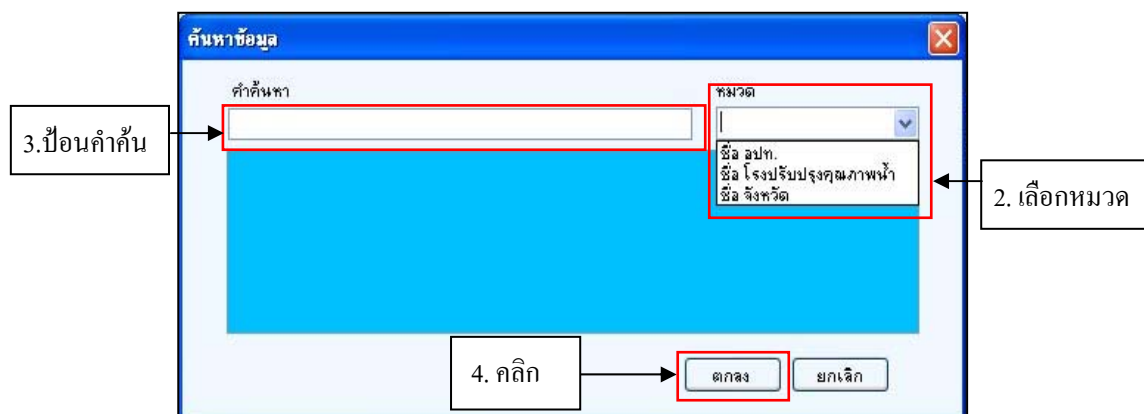 ค้นหาข้อมูล
คำค้นหา
หมวด
3.ป้อนคำค้น
ชื่อ อปท.
ชื่อ โรงปรับปรุงคุณภาพน้ำ
ชื่อ จังหวัด
2. เลือกหมวด
4. คลิก
ตกลง
ยกเลิก